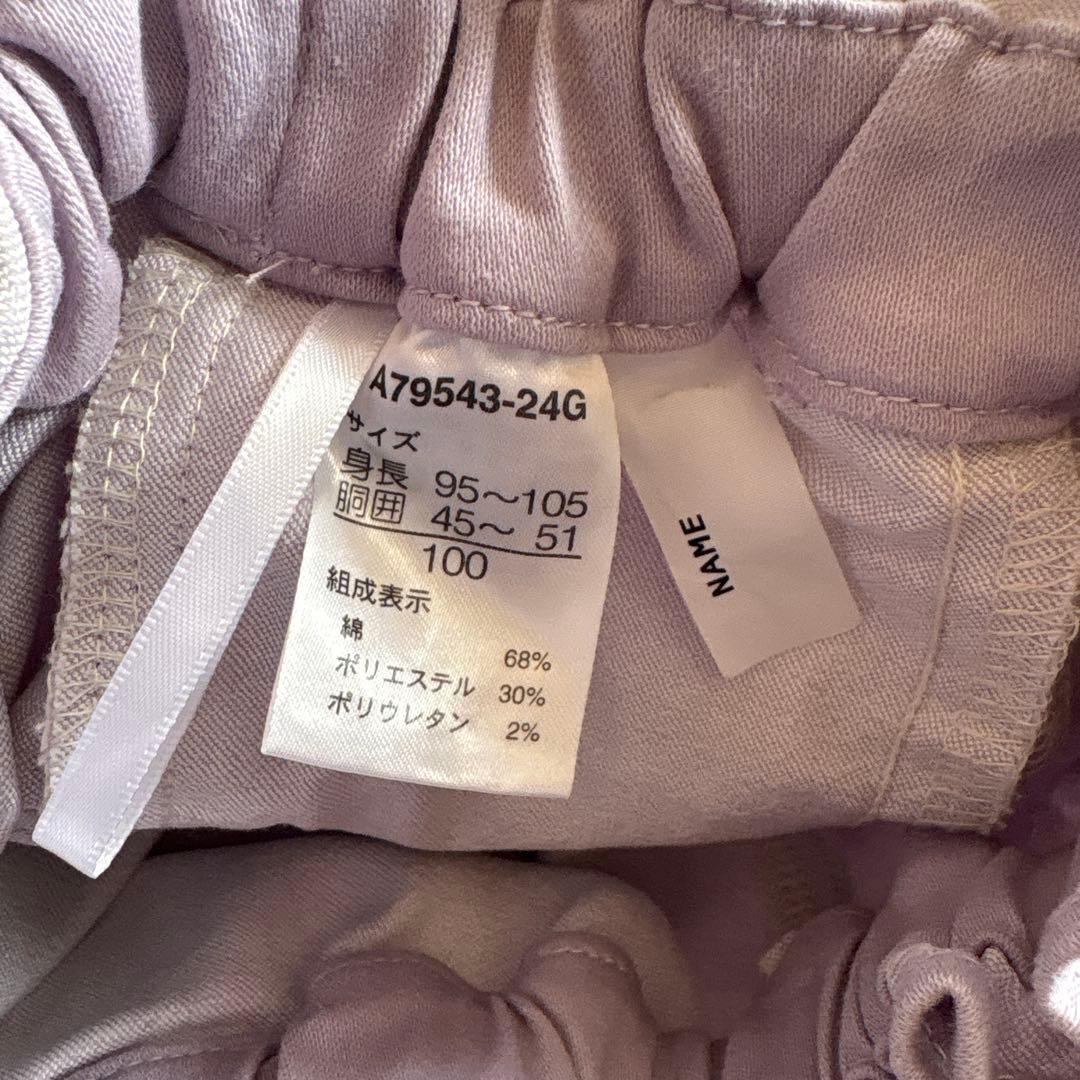 A79543-24G
サイズ
身長 95～105
胴囲 45～ 51
100
組成表示
綿 68%
ポリエステル 30%
ポリウレタン 2%
NAME